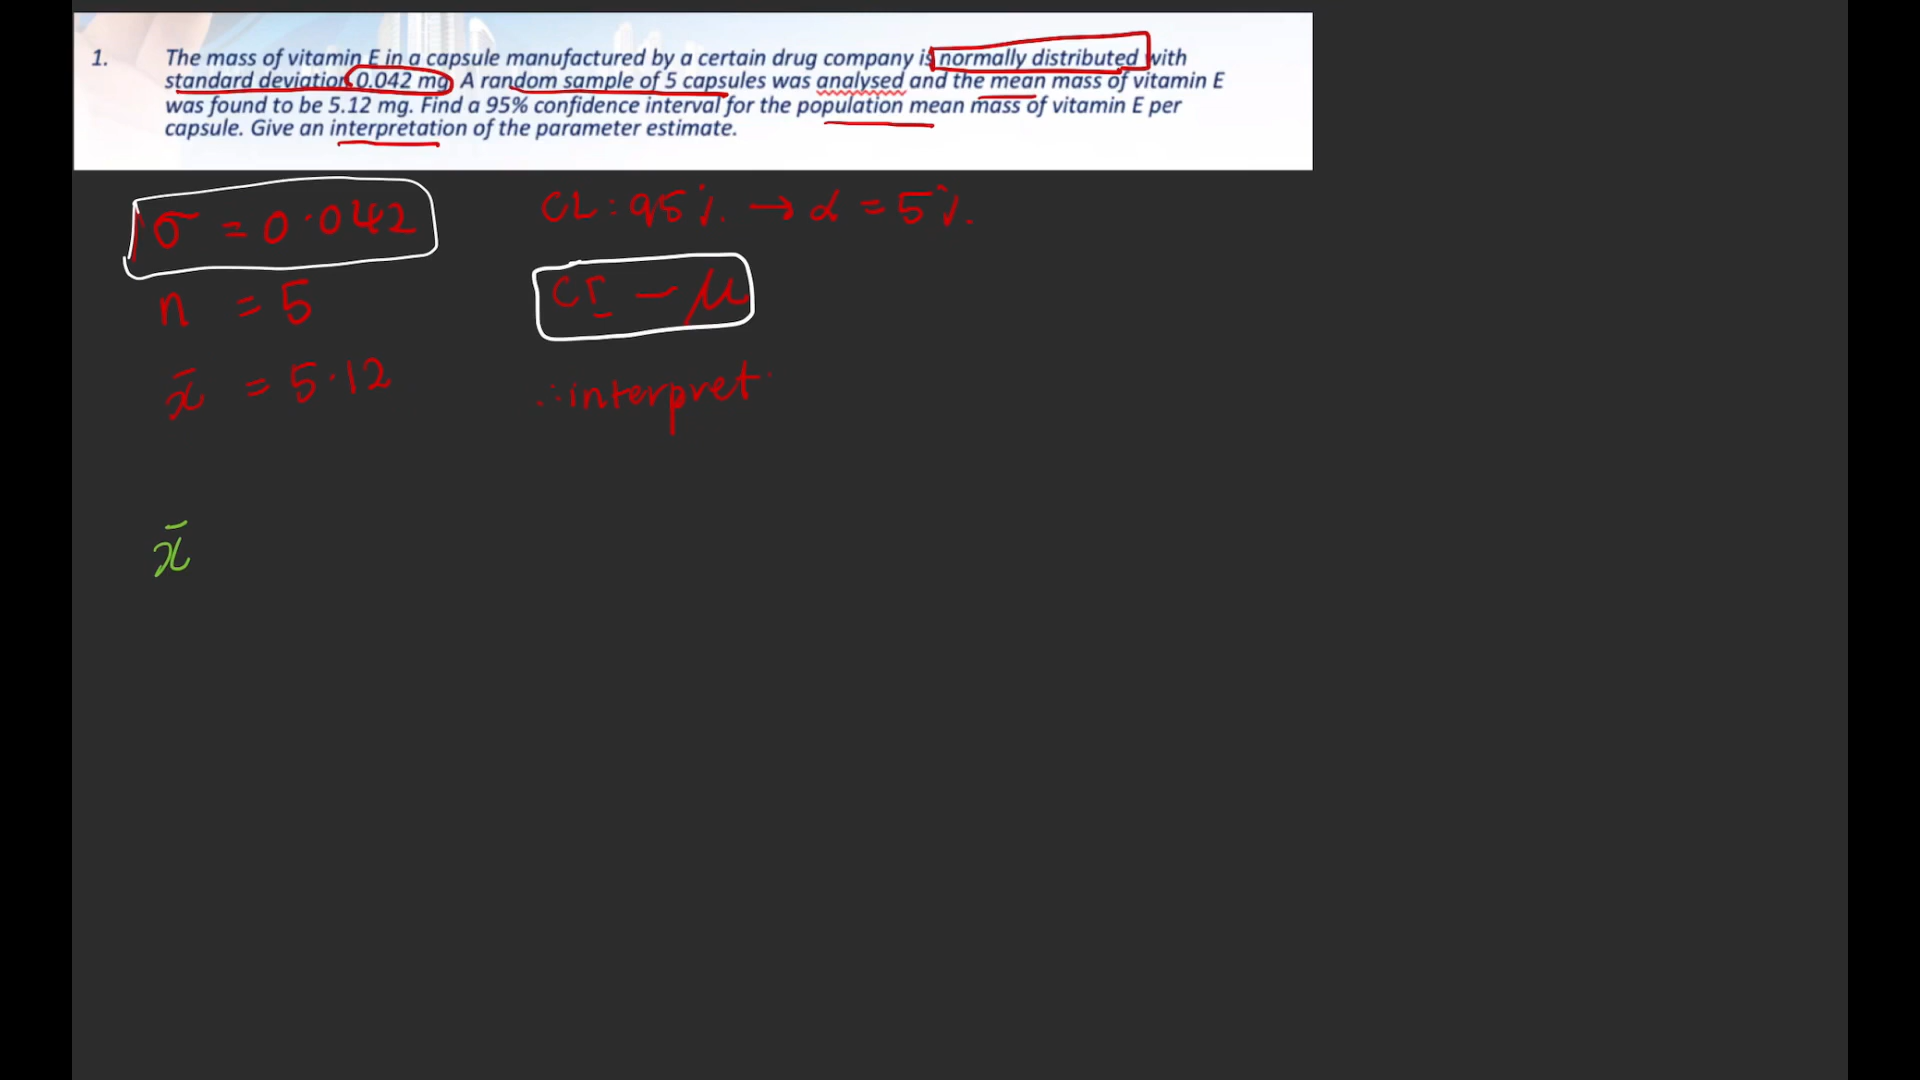 1. The mass of vitamin E in a capsule manufactured by a certain drug company is normally distributed with
standard deviation 0.042 mg. A random sample of 5 capsules was analysed and the mean mass of vitamin E
was found to be 5.12 mg. Find a 95% confidence interval for the population mean mass of vitamin E per
capsule. Give an interpretation of the parameter estimate.
σ = 0.042
CL : 95% → α = 5%.
n = 5
CI - μ
x̄ = 5.12
∴ interpret.
x̄